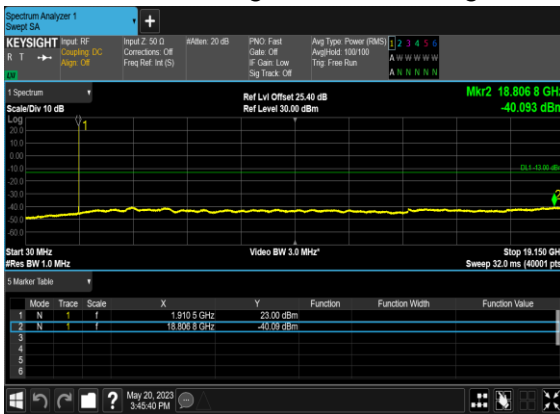 Spectrum Analyzer 1
Swept SA
KEYSIGHT
R T
LV
Input: RF
Coupling: DC
Align: Off
Input Z: 50 Ω
Corrections: Off
Freq Ref: Int (S)
#Atten: 20 dB
PNO: Fast
Gate: Off
IF Gain: Low
Sig Track: Off
Avg Type: Power (RMS)
Avg|Hold: 100/100
Trig: Free Run
1 2 3 4 5 6
A W W W W W
A N N N N N
1 Spectrum
Scale/Div 10 dB
Ref Lvl Offset 25.40 dB
Ref Level 30.00 dBm
Mkr2 18.806 8 GHz
-40.093 dBm
Log
20.0
10.0
0.00
-10.0
-20.0
-30.0
-40.0
-50.0
-60.0
1
DL1 -13.00 dBm
2
Start 30 MHz
#Res BW 1.0 MHz
Video BW 3.0 MHz*
Stop 19.150 GHz
Sweep 32.0 ms (40001 pts)
5 Marker Table
Mode Trace Scale X Y Function Function Width Function Value
1 N 1 f 1.910 5 GHz 23.00 dBm
2 N 1 f 18.806 8 GHz -40.09 dBm
3
4
5
6
?
May 20, 2023
3:45:40 PM